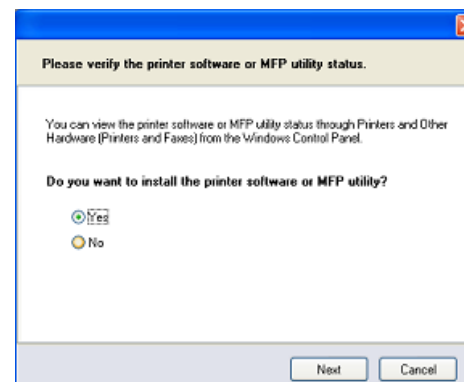 Please verify the printer software or MFP utility status.
You can view the printer software or MFP utility status through Printers and Other
Hardware (Printers and Faxes) from the Windows Control Panel.
Do you want to install the printer software or MFP utility?
Yes
No
Next
Cancel